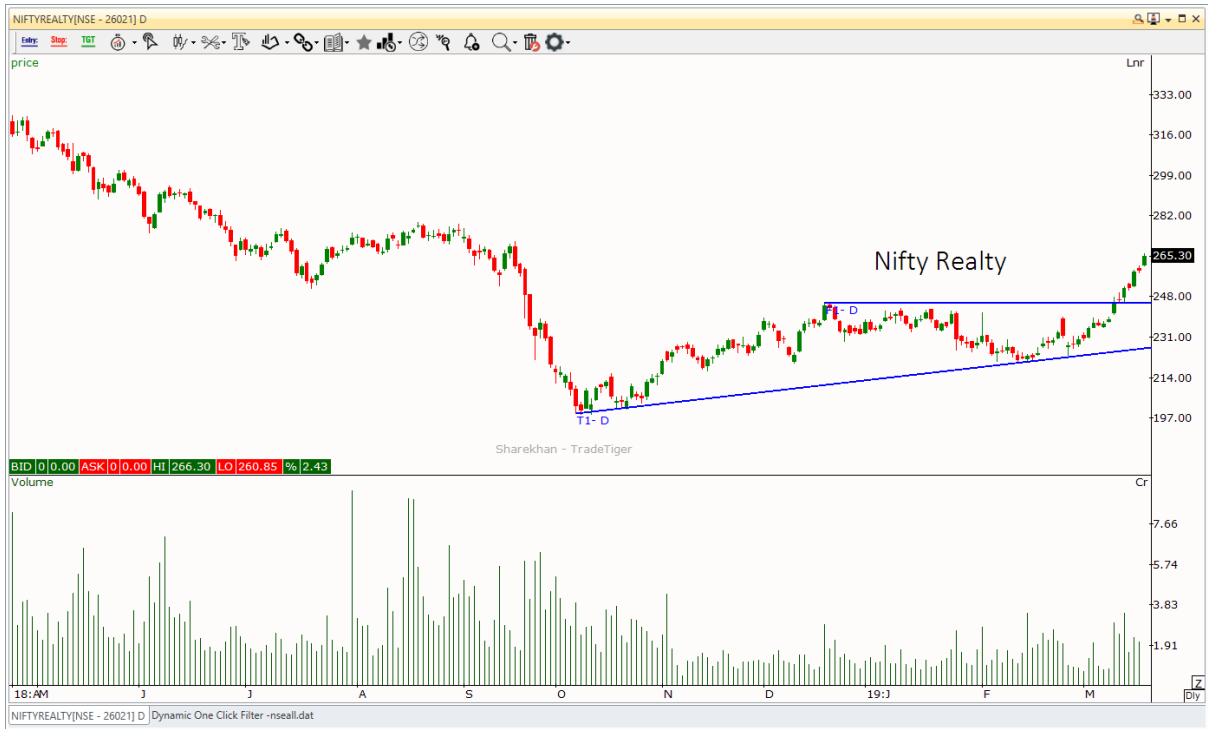 NIFTYREALTY[NSE - 26021] D
Entry: Stop: TGT
price
Lnr
333.00
316.00
299.00
282.00
Nifty Realty
265.30
248.00
D
231.00
214.00
197.00
T1- D
Sharekhan - TradeTiger
BID 0 0.00 ASK 0 0.00 HI 266.30 LO 260.85 % 2.43
Volume
Cr
7.66
5.74
3.83
1.91
18:AM J J A S O N D 19:J F M
Z
Dly
NIFTYREALTY[NSE - 26021] D Dynamic One Click Filter -nseall.dat